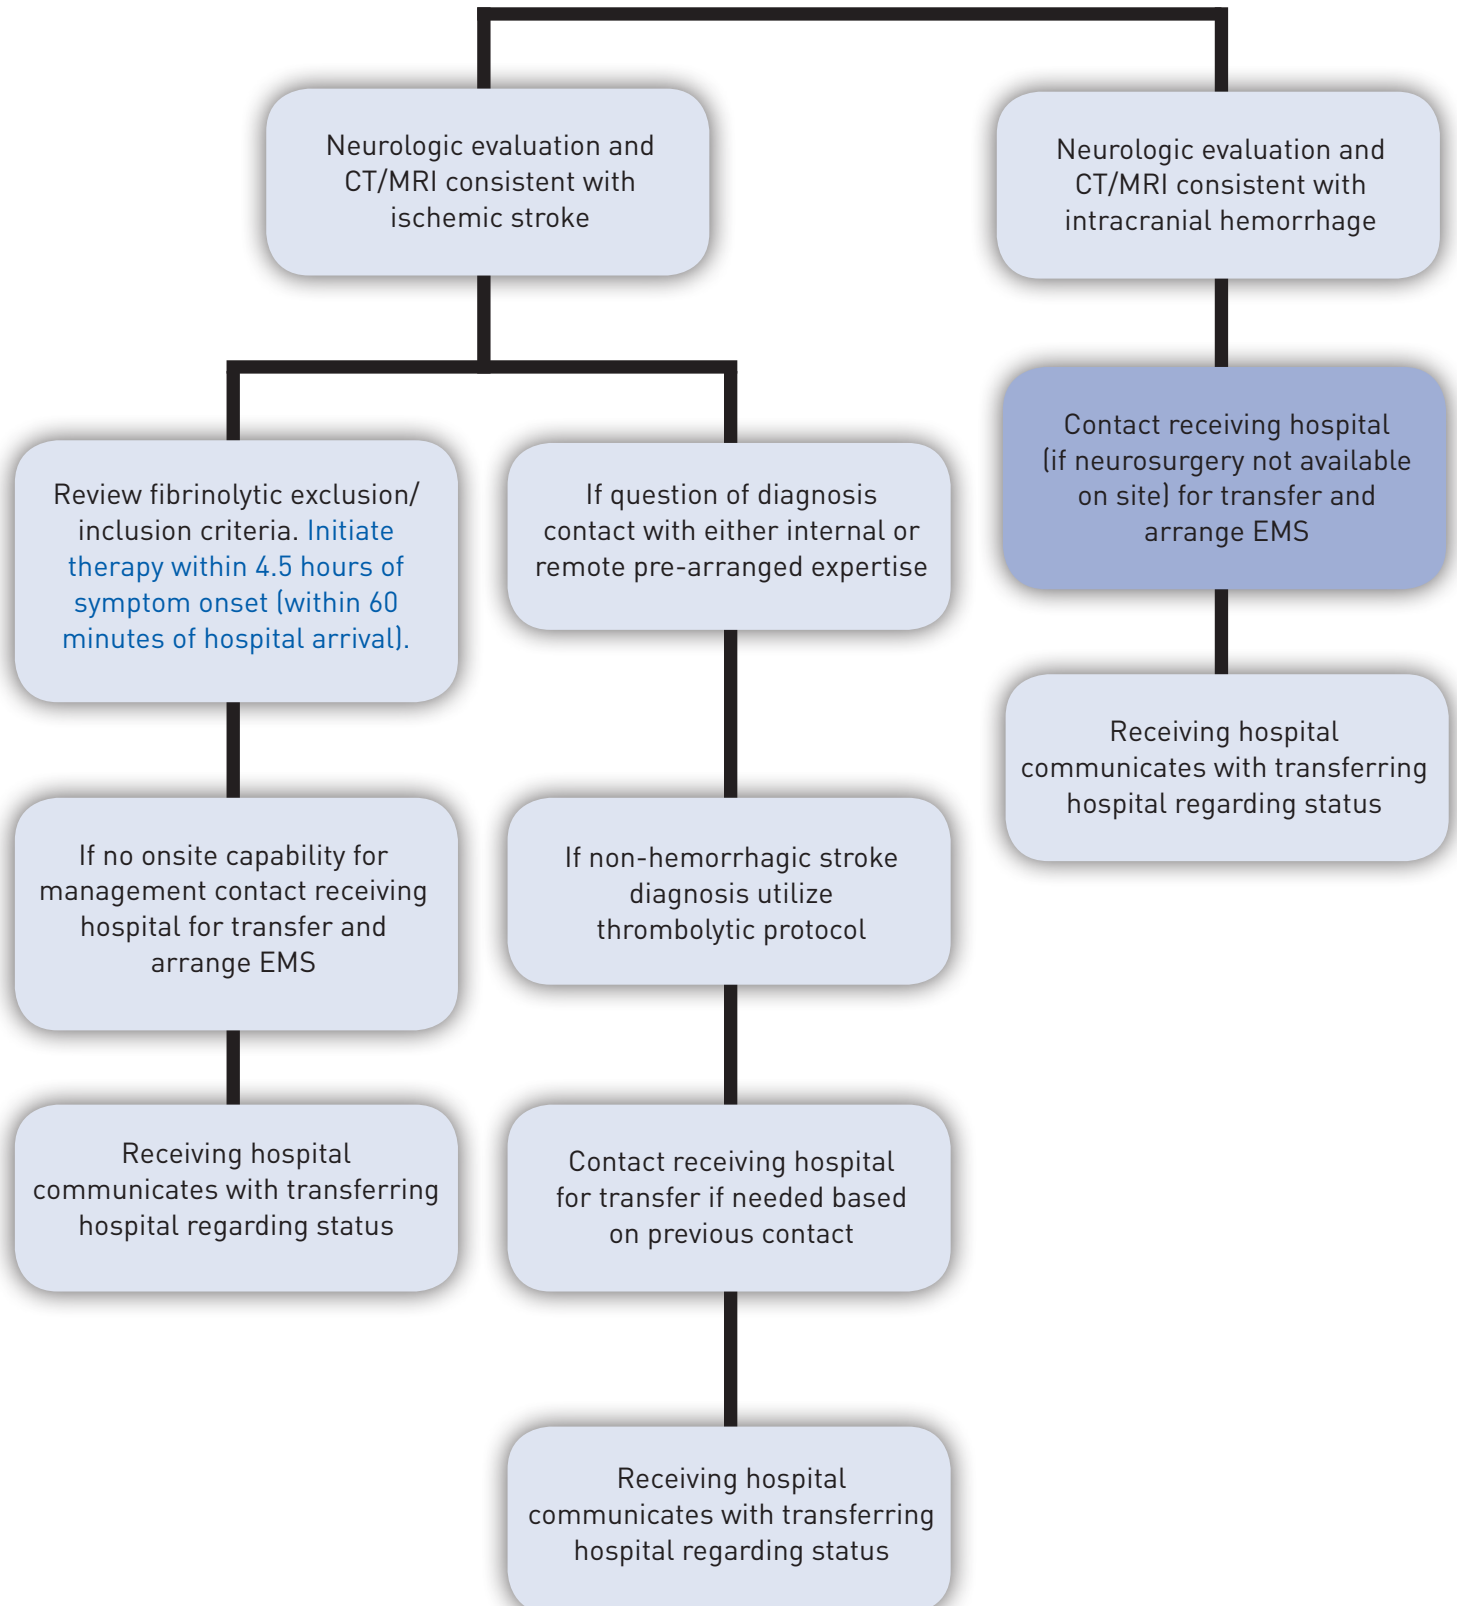 Neurologic evaluation and
CT/MRI consistent with
ischemic stroke
Neurologic evaluation and
CT/MRI consistent with
intracranial hemorrhage
Review fibrinolytic exclusion/
inclusion criteria. Initiate
therapy within 4.5 hours of
symptom onset (within 60
minutes of hospital arrival).
If question of diagnosis
contact with either internal or
remote pre-arranged expertise
Contact receiving hospital
(if neurosurgery not available
on site) for transfer and
arrange EMS
Receiving hospital
communicates with transferring
hospital regarding status
If no onsite capability for
management contact receiving
hospital for transfer and
arrange EMS
If non-hemorrhagic stroke
diagnosis utilize
thrombolytic protocol
Receiving hospital
communicates with transferring
hospital regarding status
Contact receiving hospital
for transfer if needed based
on previous contact
Receiving hospital
communicates with transferring
hospital regarding status